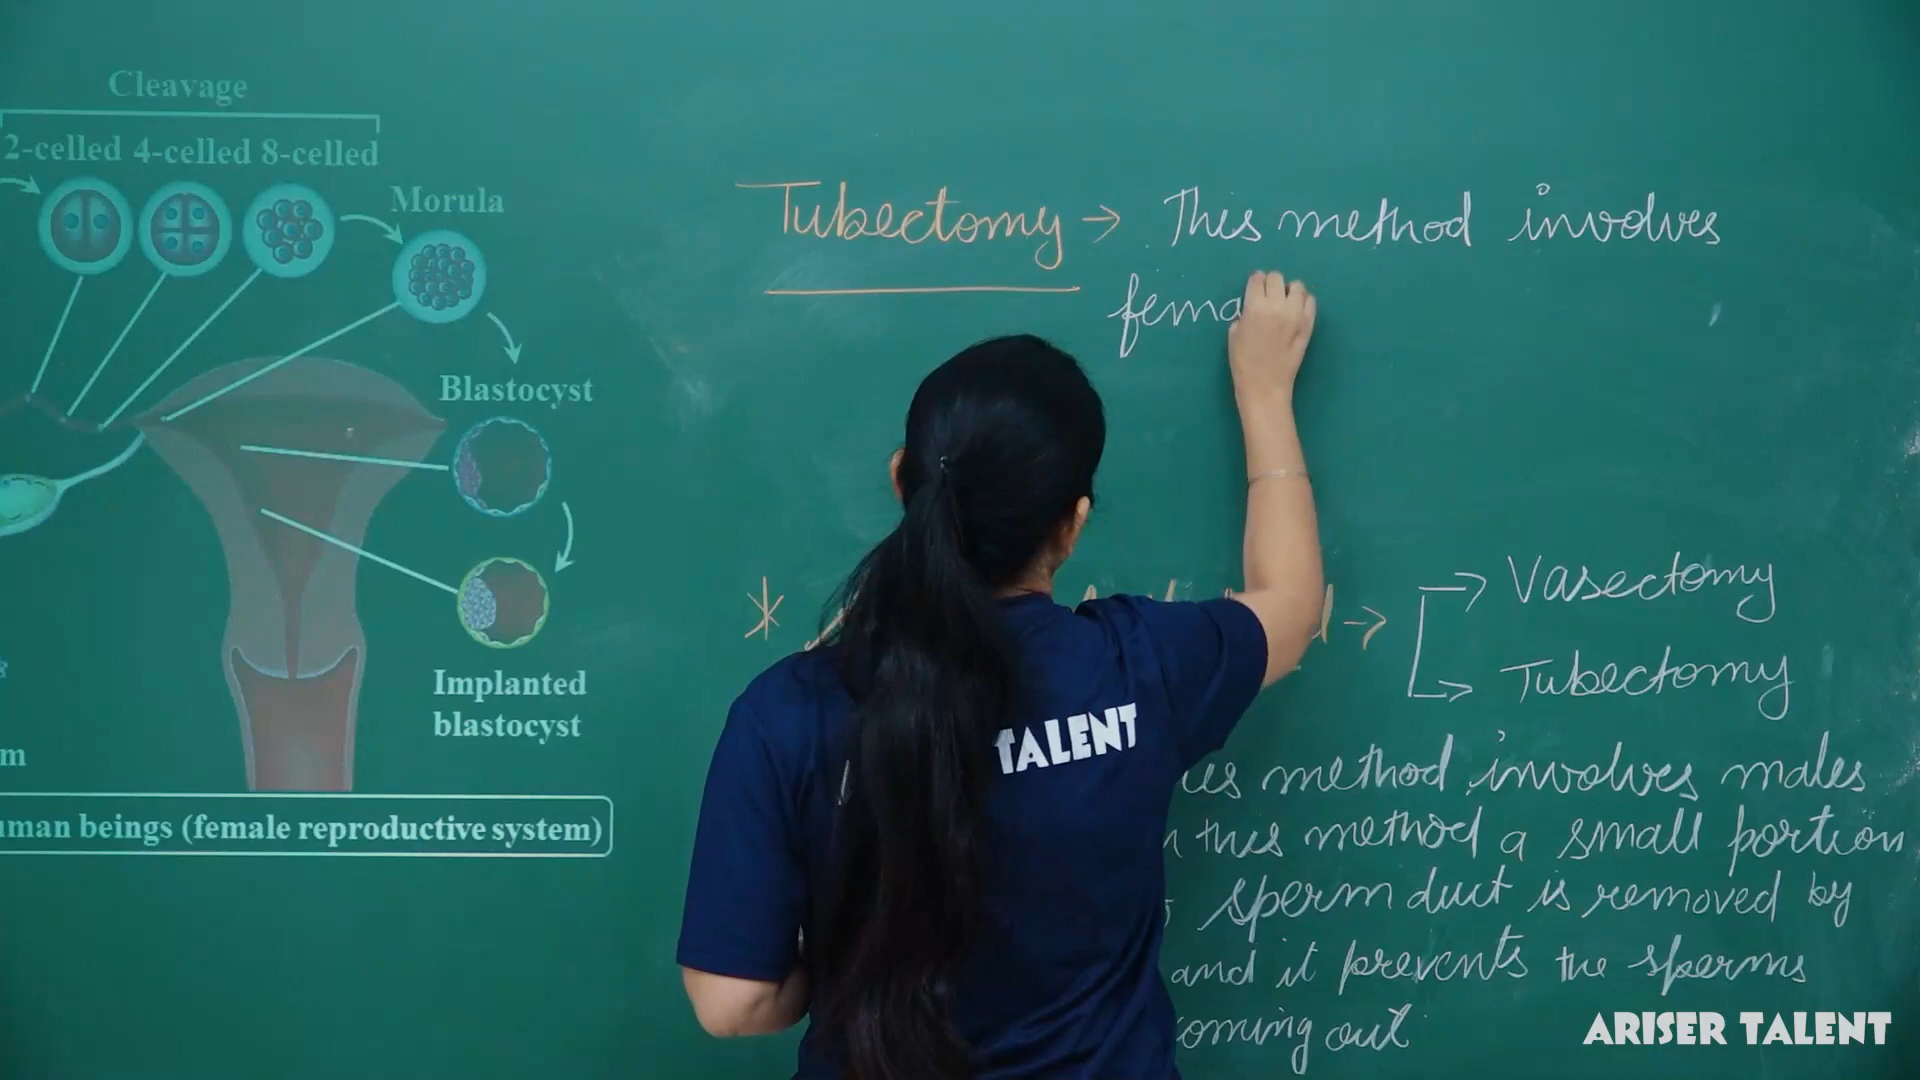 Cleavage
2-celled 4-celled 8-celled
Morula
Blastocyst
Implanted
blastocyst
m
uman beings (female reproductive system)
Tubectomy → This method involves
fema
* → Vasectomy
Tubectomy
method involves males
this method a small portion
sperm duct is removed by
and it prevents the sperms
coming out
TALENT
ARISER TALENT